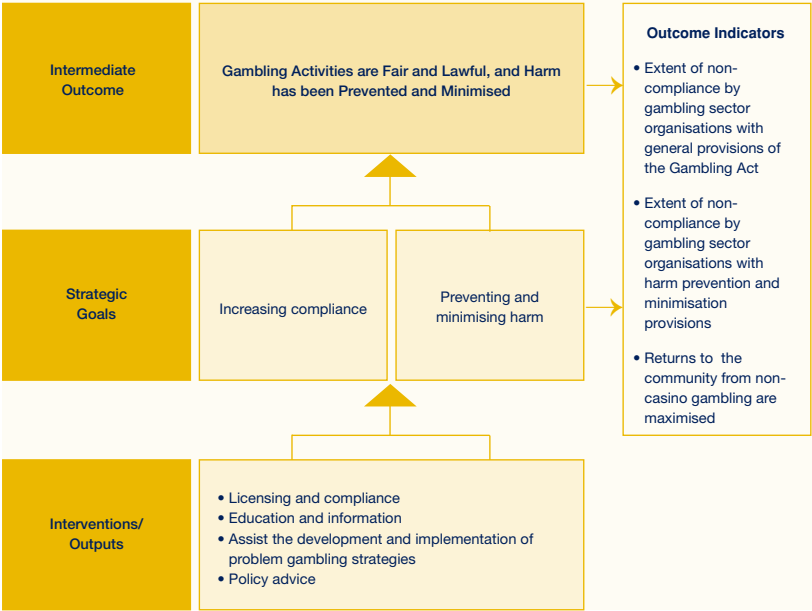 Intermediate
Outcome
Gambling Activities are Fair and Lawful, and Harm
has been Prevented and Minimised
Outcome Indicators
• Extent of non-
compliance by
gambling sector
organisations with
general provisions of
the Gambling Act
• Extent of non-
compliance by
gambling sector
organisations with
harm prevention and
minimisation
provisions
• Returns to the
community from non-
casino gambling are
maximised
Strategic
Goals
Increasing compliance
Preventing and
minimising harm
Interventions/
Outputs
• Licensing and compliance
• Education and information
• Assist the development and implementation of
problem gambling strategies
• Policy advice